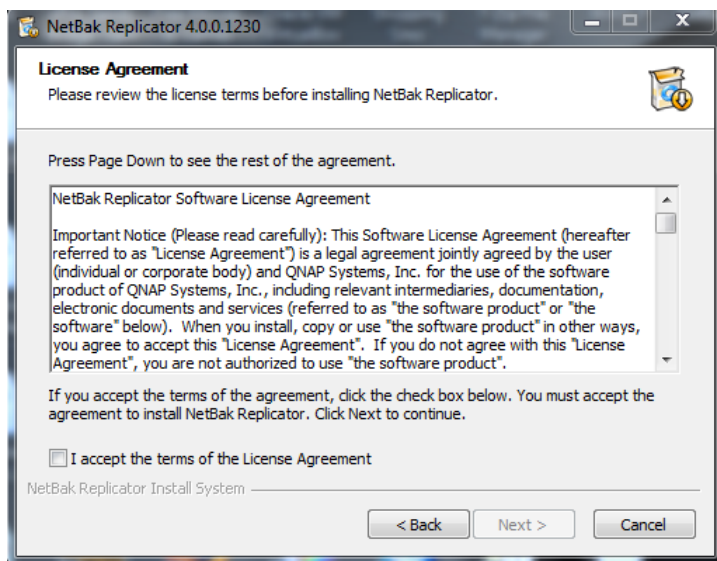 NetBak Replicator 4.0.0.1230
X
License Agreement
Please review the license terms before installing NetBak Replicator.
Press Page Down to see the rest of the agreement.
NetBak Replicator Software License Agreement
Important Notice (Please read carefully): This Software License Agreement (hereafter
referred to as "License Agreement") is a legal agreement jointly agreed by the user
(individual or corporate body) and QNAP Systems, Inc. for the use of the software
product of QNAP Systems, Inc., including relevant intermediaries, documentation,
electronic documents and services (referred to as "the software product" or "the
software" below).  When you install, copy or use "the software product" in other ways,
you agree to accept this "License Agreement".  If you do not agree with this "License
Agreement", you are not authorized to use "the software product".
If you accept the terms of the agreement, click the check box below. You must accept the
agreement to install NetBak Replicator. Click Next to continue.
I accept the terms of the License Agreement
NetBak Replicator Install System
< Back Next > Cancel